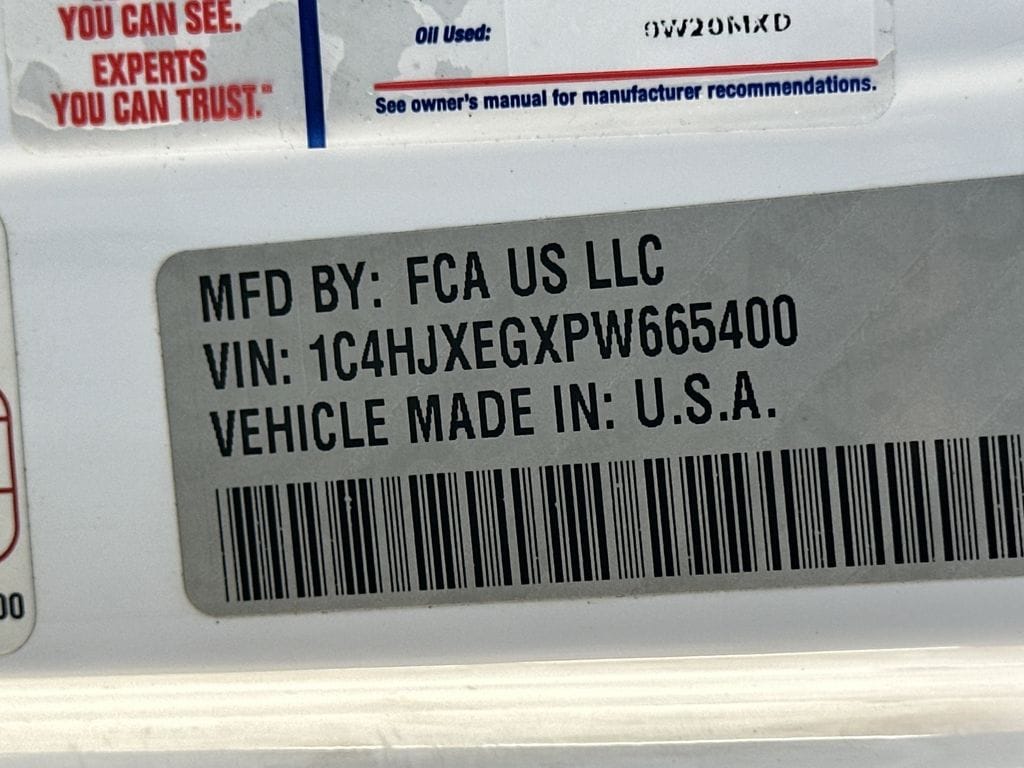 YOU CAN SEE.
EXPERTS
YOU CAN TRUST."
Oil Used: 0W20MXD
See owner's manual for manufacturer recommendations.
MFD BY: FCA US LLC
VIN: 1C4HJXEGXPW665400
VEHICLE MADE IN: U.S.A.
00